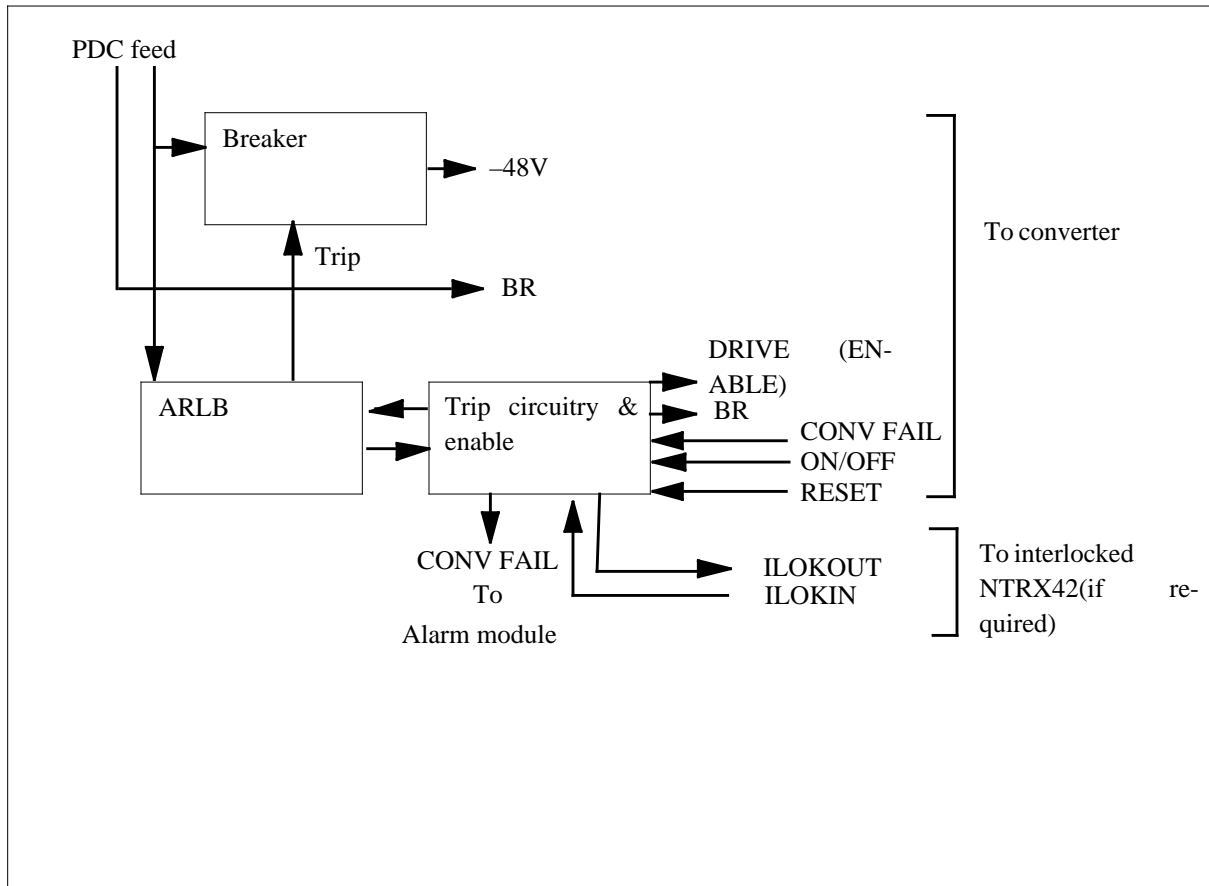 PDC feed
Breaker
–48V
To converter
Trip
BR
DRIVE (EN-
ABLE)
ARLB
Trip circuitry &
enable
BR
CONV FAIL
ON/OFF
RESET
CONV FAIL
To
Alarm module
ILOKOUT
ILOKIN
To interlocked
NTRX42(if re-
quired)